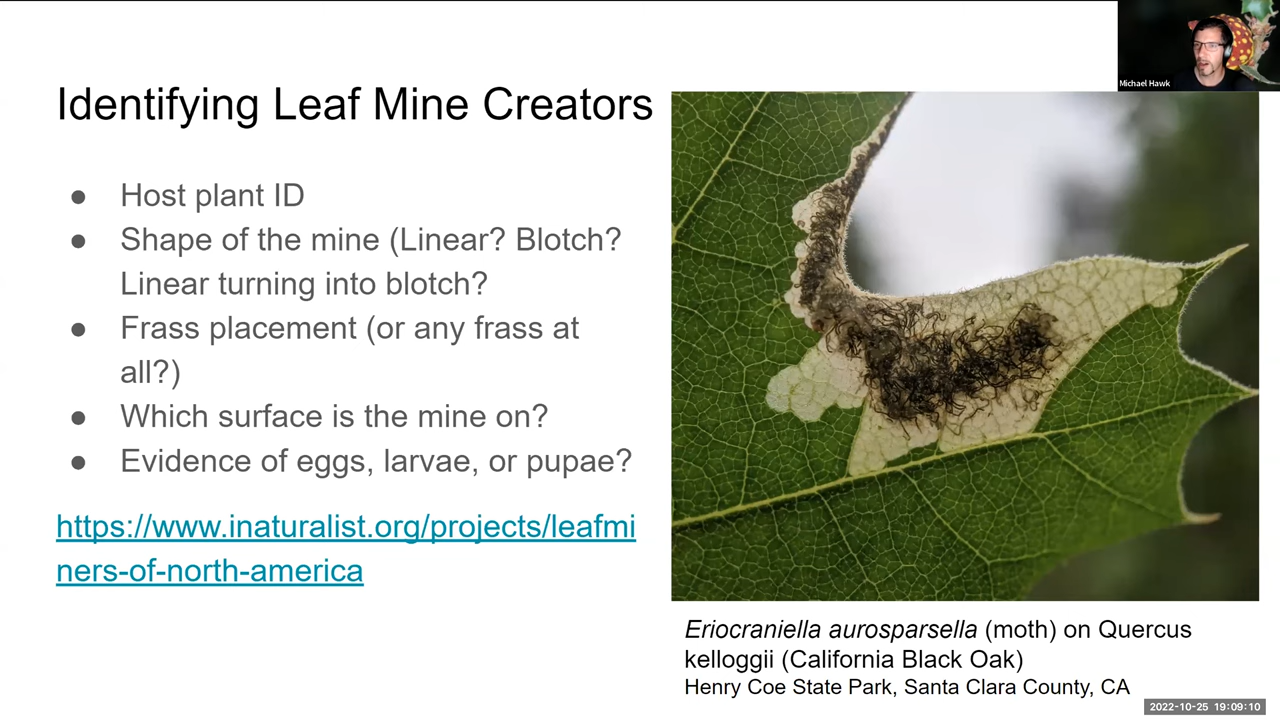 Michael Hawk
Identifying Leaf Mine Creators
● Host plant ID
● Shape of the mine (Linear? Blotch?
Linear turning into blotch?
● Frass placement (or any frass at
all?)
● Which surface is the mine on?
● Evidence of eggs, larvae, or pupae?
https://www.inaturalist.org/projects/leafmi
ners-of-north-america
Eriocraniella aurosparsella (moth) on Quercus
kelloggii (California Black Oak)
Henry Coe State Park, Santa Clara County, CA
2022-10-25 19:09:10